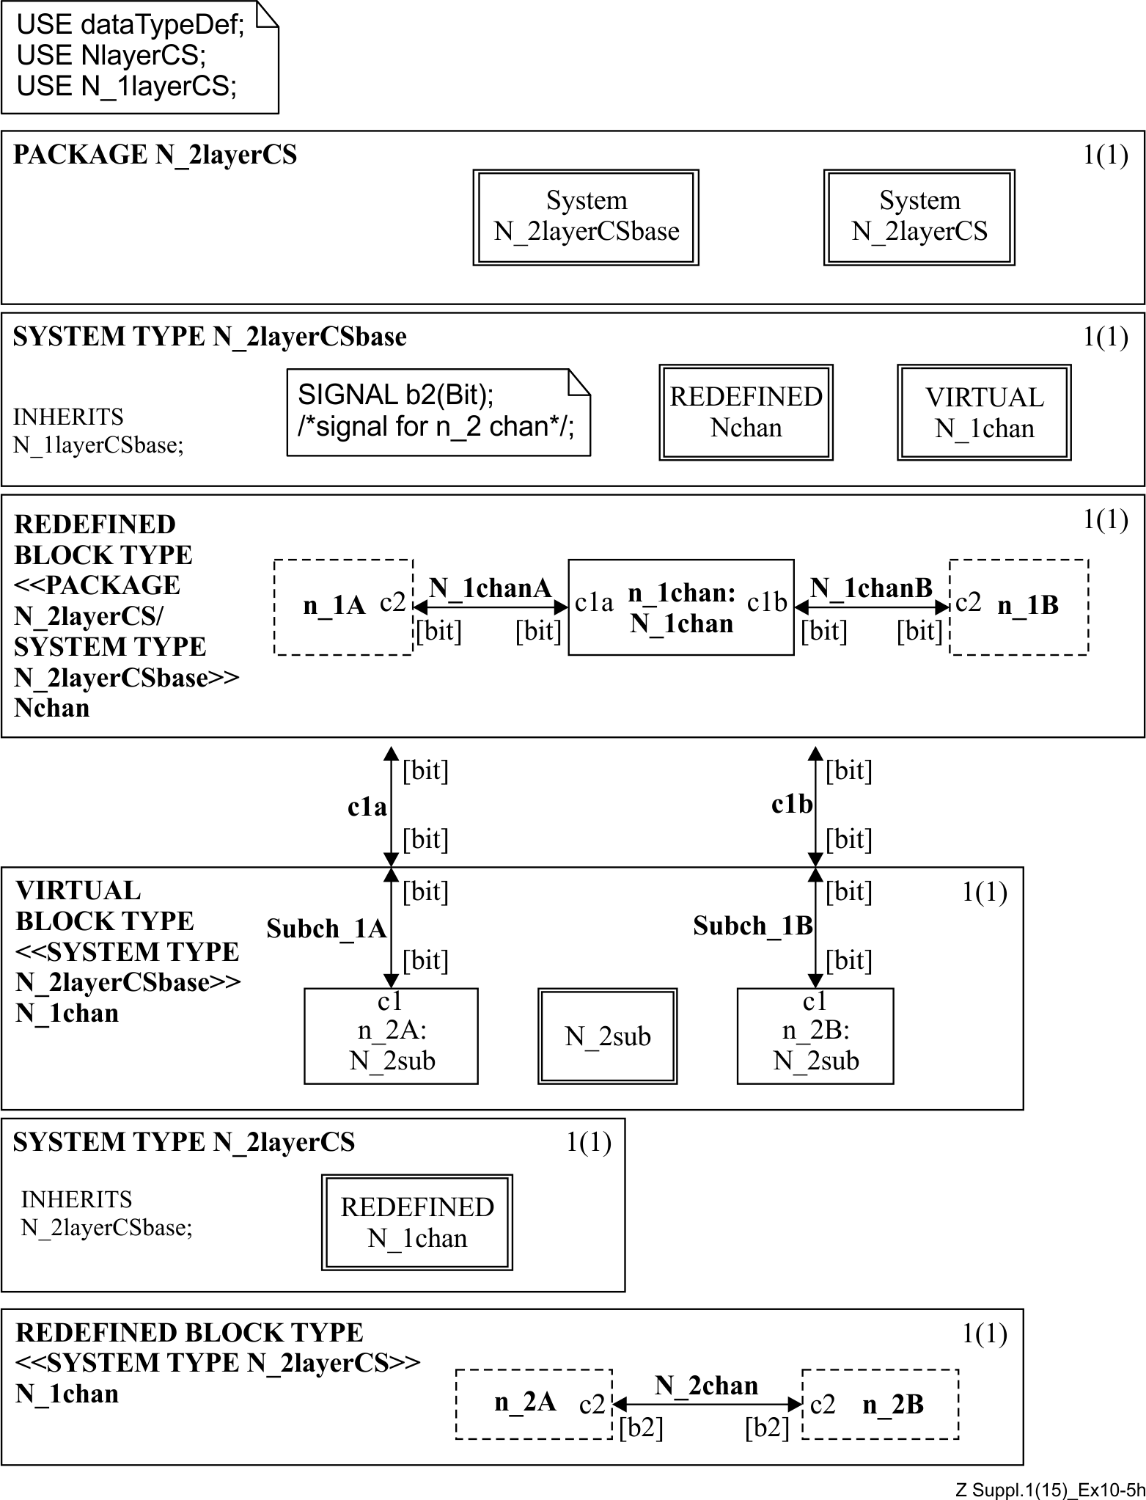 USE dataTypeDef;
USE NlayerCS;
USE N_1layerCS;
PACKAGE N_2layerCS
1(1)
System
N_2layerCSbase
System
N_2layerCS
SYSTEM TYPE N_2layerCSbase
1(1)
INHERITS
N_1layerCSbase;
SIGNAL b2(Bit);
/*signal for n_2 chan*/;
REDEFINED
Nchan
VIRTUAL
N_1chan
REDEFINED
BLOCK TYPE
<<PACKAGE
N_2layerCS/
SYSTEM TYPE
N_2layerCSbase>>
Nchan
1(1)
n_1A c2
N_1chanA
[bit] [bit]
c1a n_1chan: c1b
N_1chan
N_1chanB
[bit] [bit]
c2 n_1B
[bit]
c1a
[bit]
[bit]
c1b
[bit]
VIRTUAL
BLOCK TYPE
<<SYSTEM TYPE
N_2layerCSbase>>
N_1chan
1(1)
[bit]
Subch_1A
[bit]
[bit]
Subch_1B
[bit]
c1
n_2A:
N_2sub
N_2sub
c1
n_2B:
N_2sub
SYSTEM TYPE N_2layerCS
1(1)
INHERITS
N_2layerCSbase;
REDEFINED
N_1chan
REDEFINED BLOCK TYPE
<<SYSTEM TYPE N_2layerCS>>
N_1chan
1(1)
n_2A c2
N_2chan
[b2] [b2]
c2 n_2B
Z Suppl.1(15)_Ex10-5h